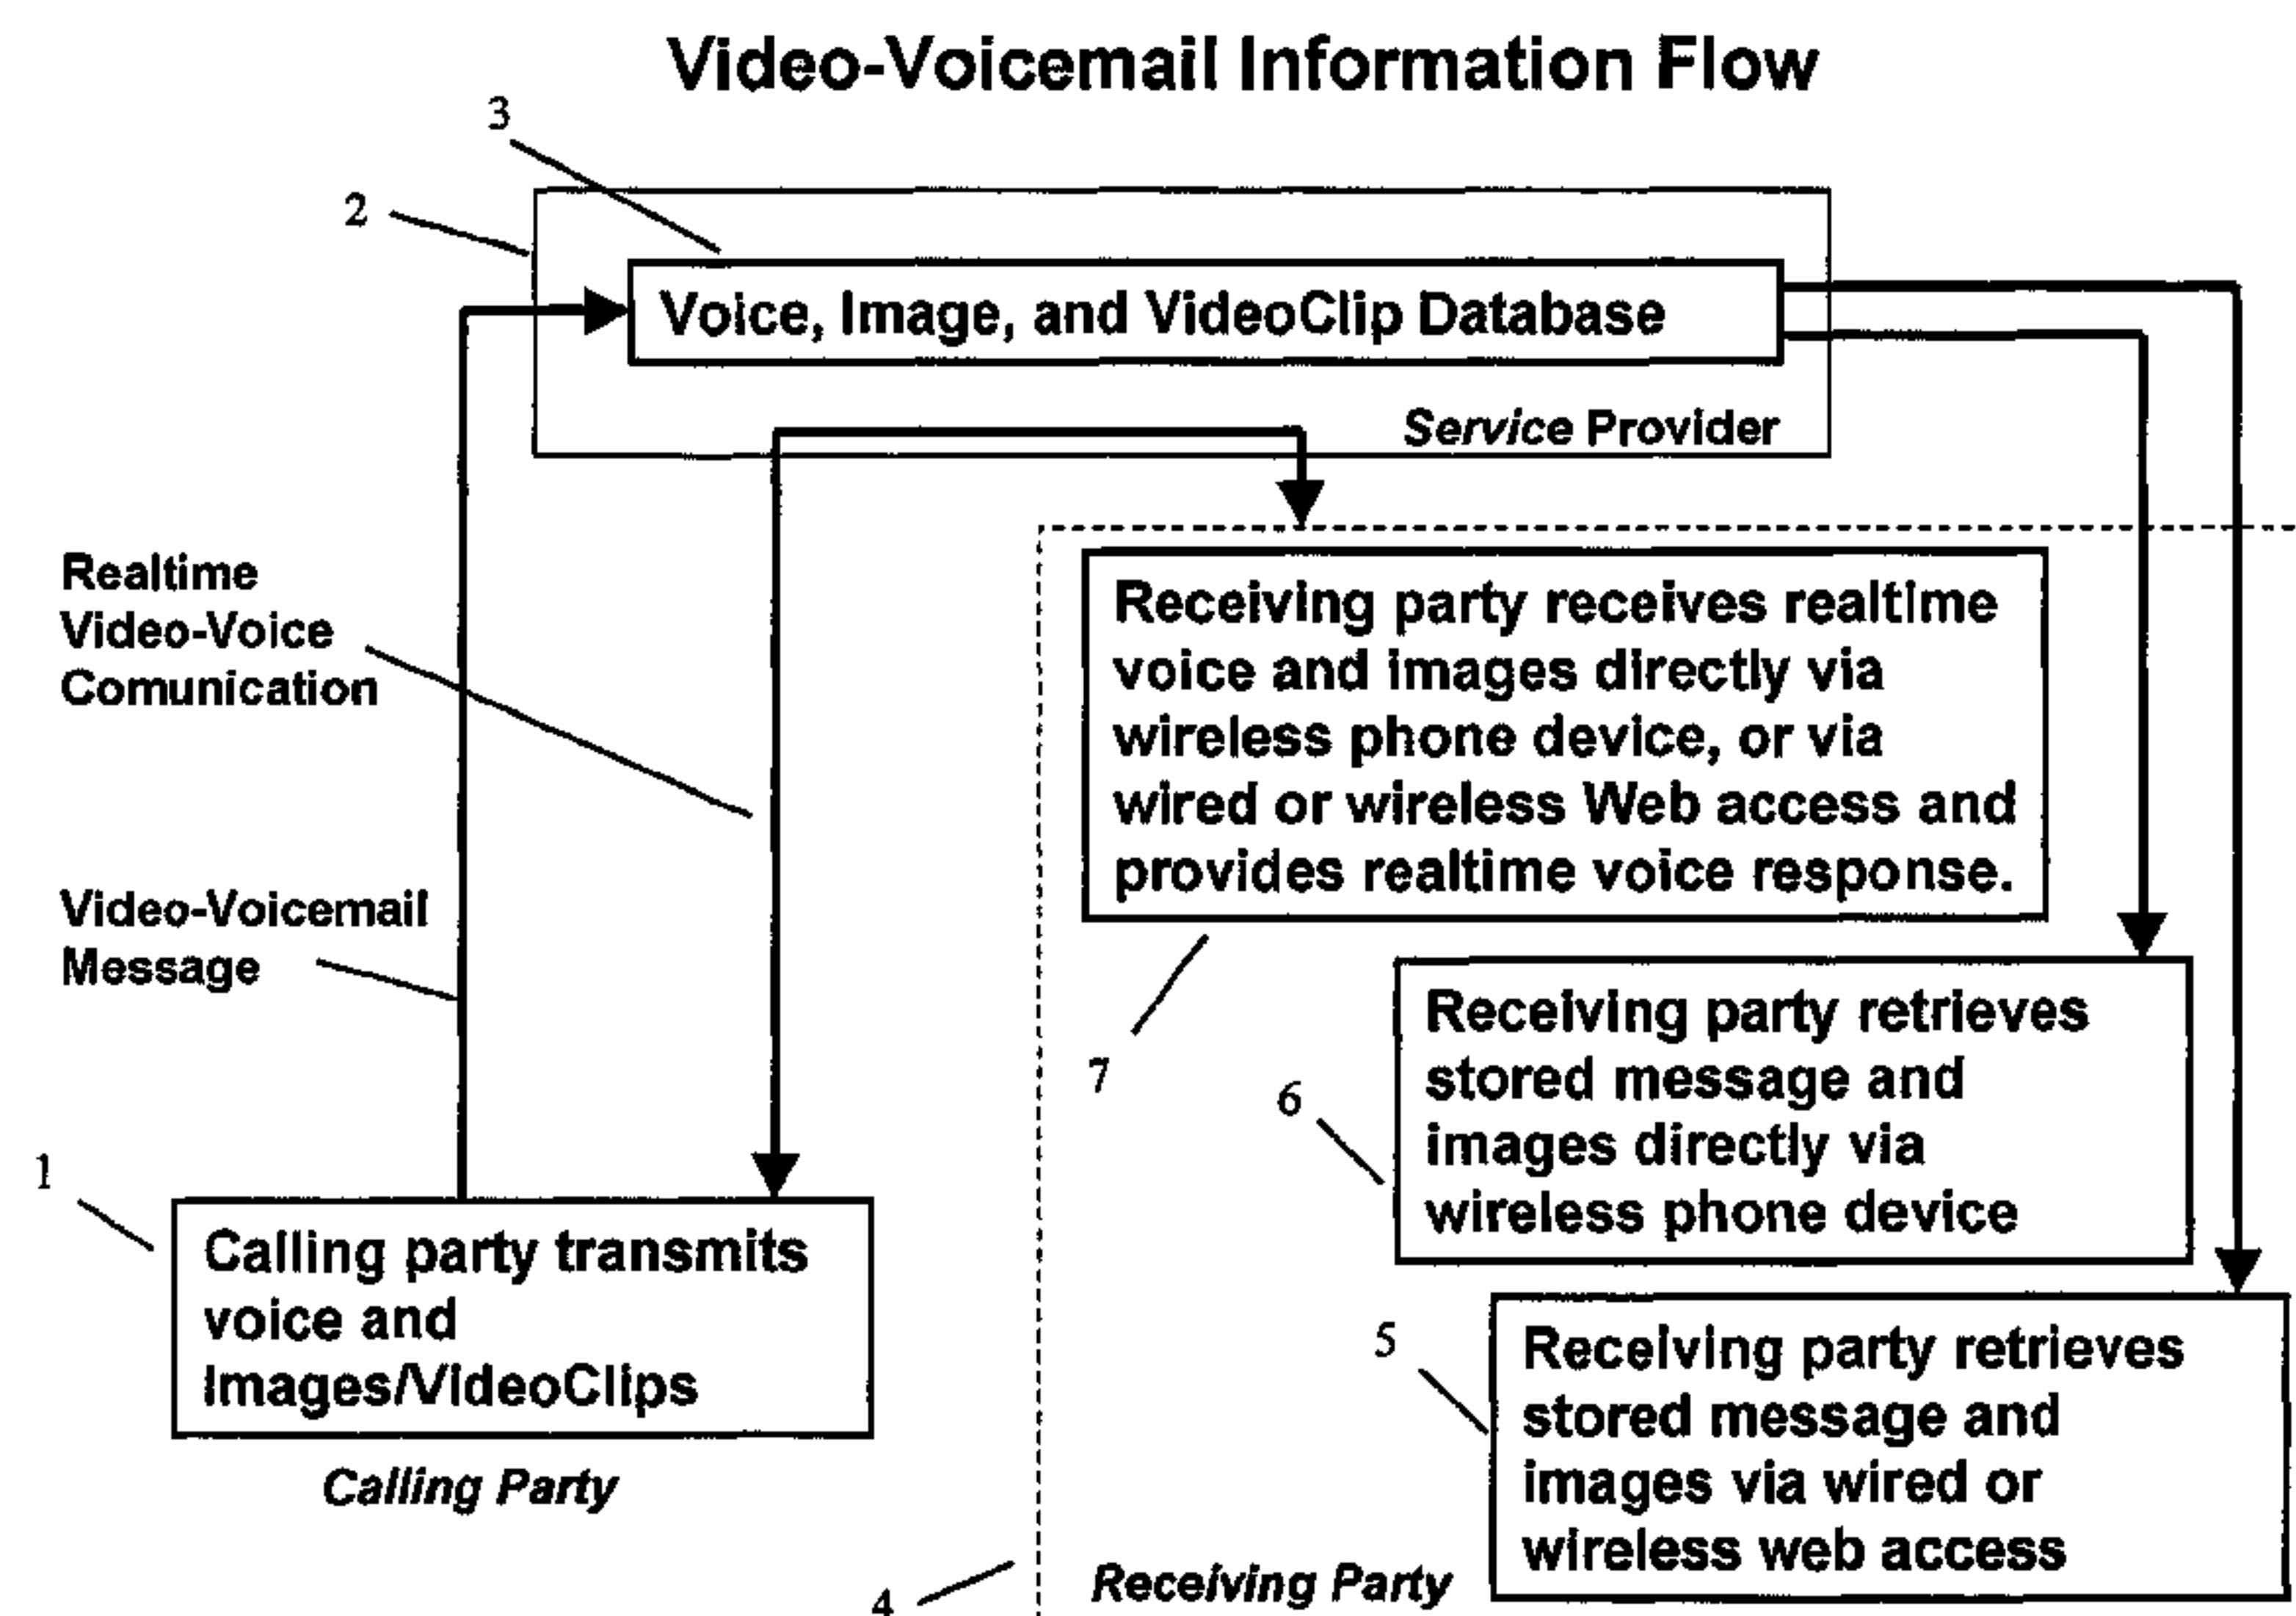 Video-Voicemail Information Flow
3
2
Voice, Image, and VideoClip Database
Service Provider
Realtime
Video-Voice
Comunication
Receiving party receives realtime
voice and images directly via
wireless phone device, or via
wired or wireless Web access and
provides realtime voice response.
Video-Voicemail
Message
7
Receiving party retrieves
stored message and
images directly via
wireless phone device
6
1
Calling party transmits
voice and
Images/VideoClips
Calling Party
5
Receiving party retrieves
stored message and
images via wired or
wireless web access
4
Receiving Party